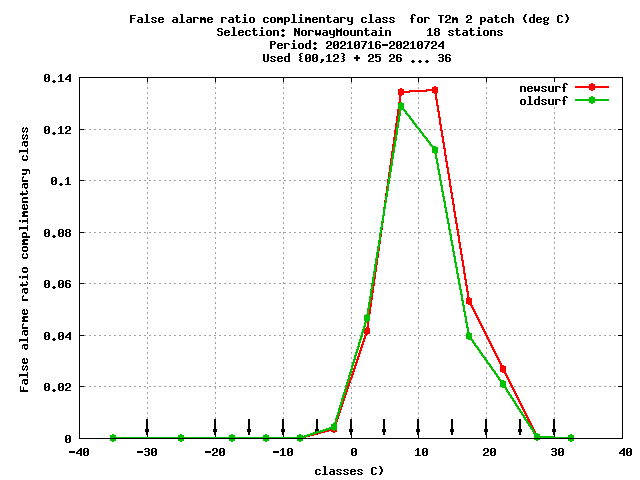 False alarme ratio complimentary class  for T2m 2 patch (deg C)
Selection: NorwayMountain     18 stations
Period: 20210716-20210724
Used {00,12} + 25 26 ... 36
newsurf
oldsurf
False alarme ratio complimentary class
0.14
0.12
0.1
0.08
0.06
0.04
0.02
0
-40 -30 -20 -10 0 10 20 30 40
classes C)